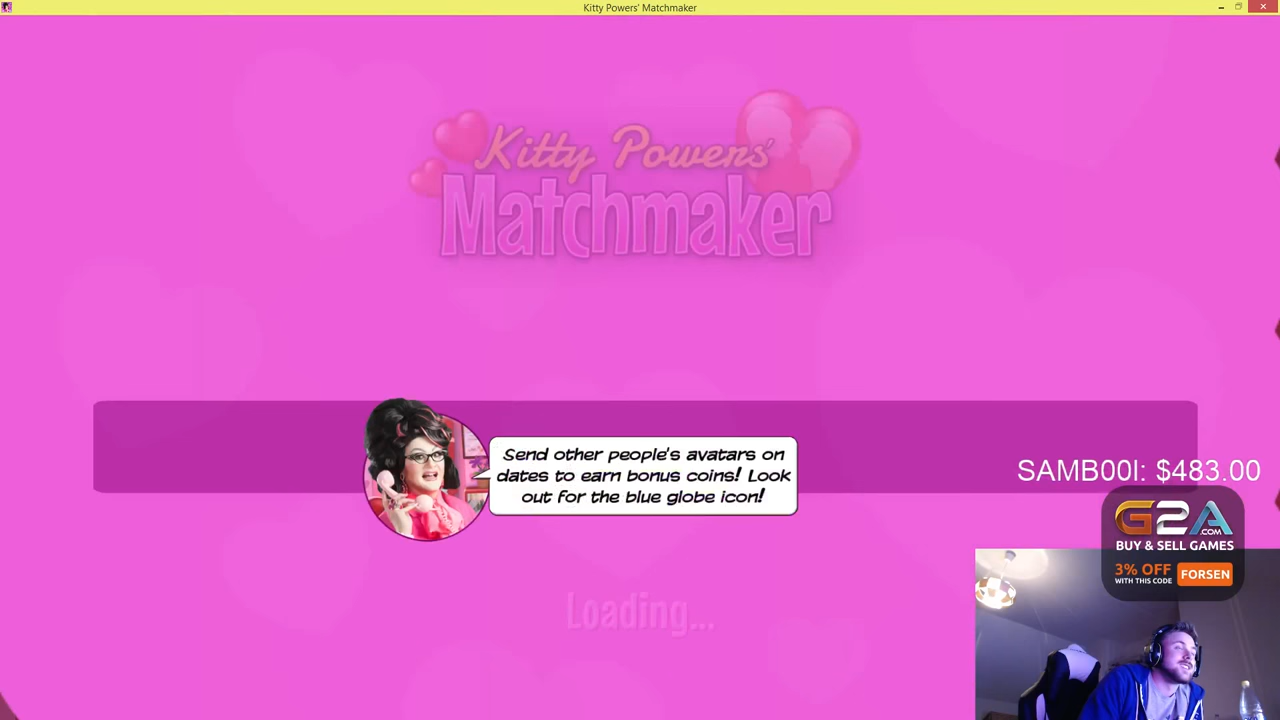 Kitty Powers' Matchmaker
Kitty Powers'
Matchmaker
Send other people's avatars on
dates to earn bonus coins! Look
out for the blue globe icon!
SAMB00I: $483.00
G2A
.COM
BUY & SELL GAMES
3% OFF
WITH THIS CODE
FORSEN
Loading...